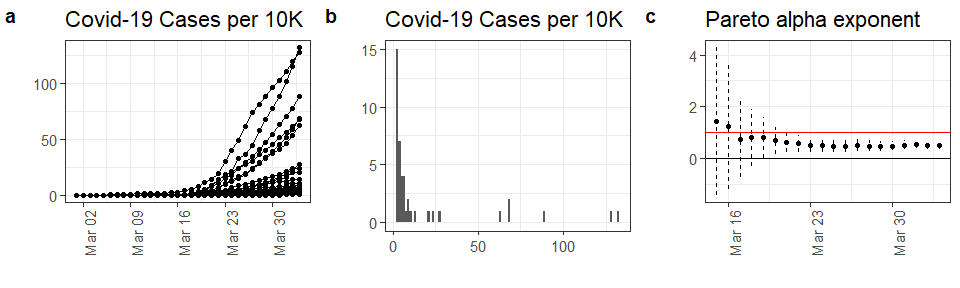 a Covid-19 Cases per 10K
100
50
0
Mar 02
Mar 09
Mar 16
Mar 23
Mar 30
b Covid-19 Cases per 10K
15
10
5
0
0 50 100
c Pareto alpha exponent
4
2
0
Mar 16
Mar 23
Mar 30